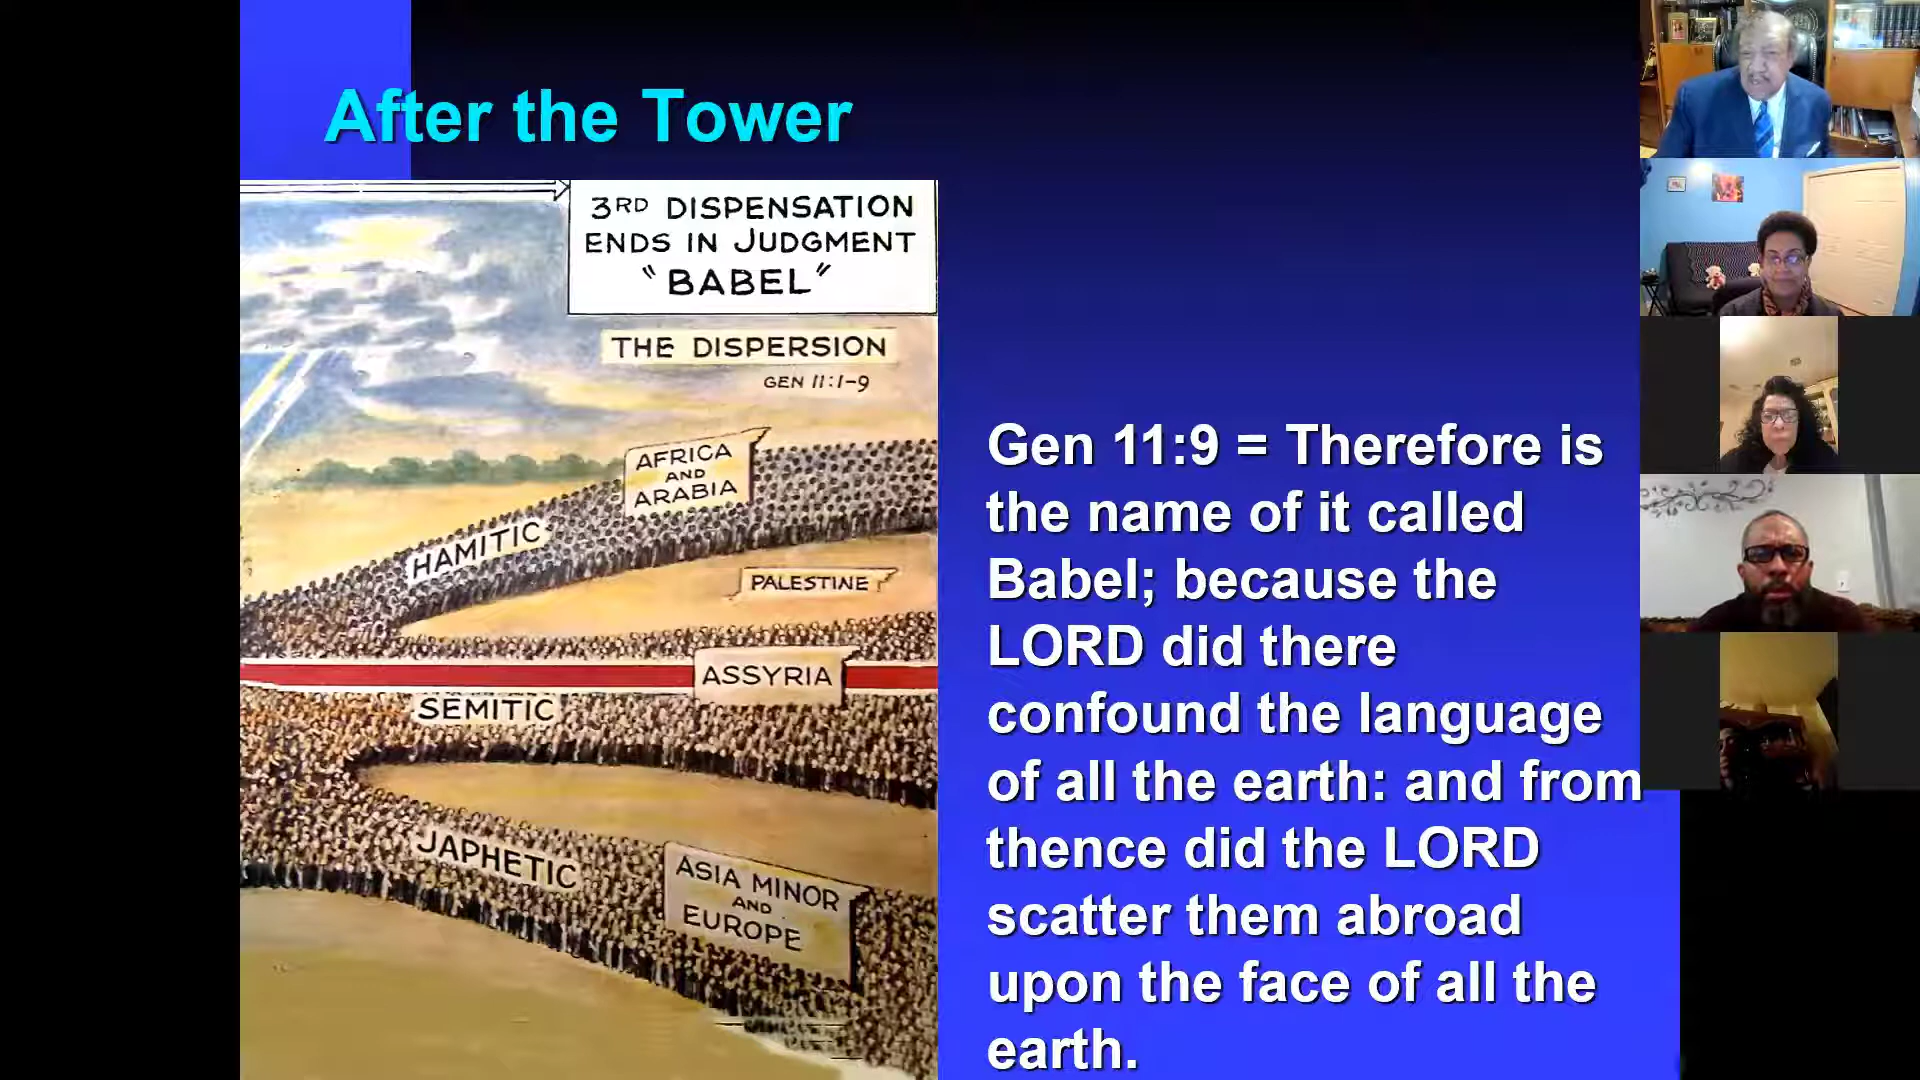 After the Tower
3RD DISPENSATION
ENDS IN JUDGMENT
"BABEL"
THE DISPERSION
GEN 11:1-9
AFRICA
AND
ARABIA
HAMITIC
PALESTINE
ASSYRIA
SEMITIC
JAPHETIC
ASIA MINOR
AND
EUROPE
Gen 11:9 = Therefore is
the name of it called
Babel; because the
LORD did there
confound the language
of all the earth: and from
thence did the LORD
scatter them abroad
upon the face of all the
earth.